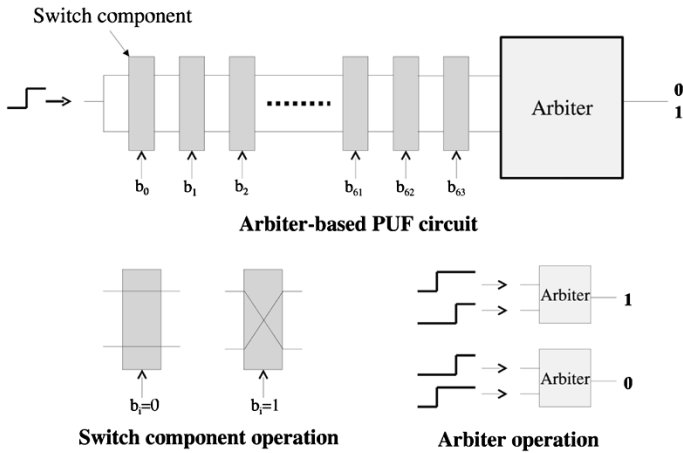 Switch component
Arbiter
0
1
b0 b1 b2 b61 b62 b63
Arbiter-based PUF circuit
Arbiter 1
Arbiter 0
bi=0 bi=1
Switch component operation
Arbiter operation